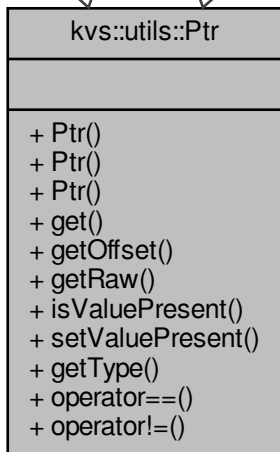 kvs::utils::Ptr
+ Ptr()
+ Ptr()
+ Ptr()
+ get()
+ getOffset()
+ getRaw()
+ isValuePresent()
+ setValuePresent()
+ getType()
+ operator==()
+ operator!=()